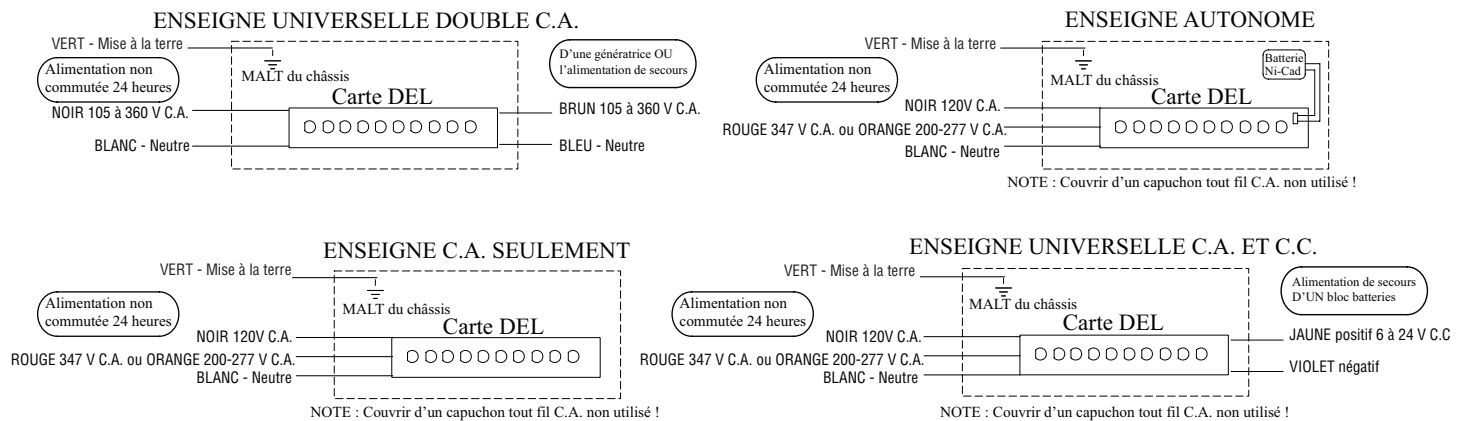 ENSEIGNE UNIVERSELLE DOUBLE C.A.
VERT - Mise à la terre
Alimentation non
commutée 24 heures
MALT du châssis
D'une génératrice OU
l'alimentation de secours
Carte DEL
NOIR 105 à 360 V C.A.
BRUN 105 à 360 V C.A.
BLANC - Neutre
BLEU - Neutre
ENSEIGNE AUTONOME
VERT - Mise à la terre
Alimentation non
commutée 24 heures
MALT du châssis
Batterie
Ni-Cad
Carte DEL
NOIR 120V C.A.
ROUGE 347 V C.A. ou ORANGE 200-277 V C.A.
BLANC - Neutre
NOTE : Couvrir d'un capuchon tout fil C.A. non utilisé !
ENSEIGNE C.A. SEULEMENT
VERT - Mise à la terre
Alimentation non
commutée 24 heures
MALT du châssis
Carte DEL
NOIR 120V C.A.
ROUGE 347 V C.A. ou ORANGE 200-277 V C.A.
BLANC - Neutre
NOTE : Couvrir d'un capuchon tout fil C.A. non utilisé !
ENSEIGNE UNIVERSELLE C.A. ET C.C.
VERT - Mise à la terre
Alimentation non
commutée 24 heures
MALT du châssis
Alimentation de secours
D'UN bloc batteries
Carte DEL
NOIR 120V C.A.
JAUNE positif 6 à 24 V C.C
ROUGE 347 V C.A. ou ORANGE 200-277 V C.A.
VIOLET négatif
BLANC - Neutre
NOTE : Couvrir d'un capuchon tout fil C.A. non utilisé !